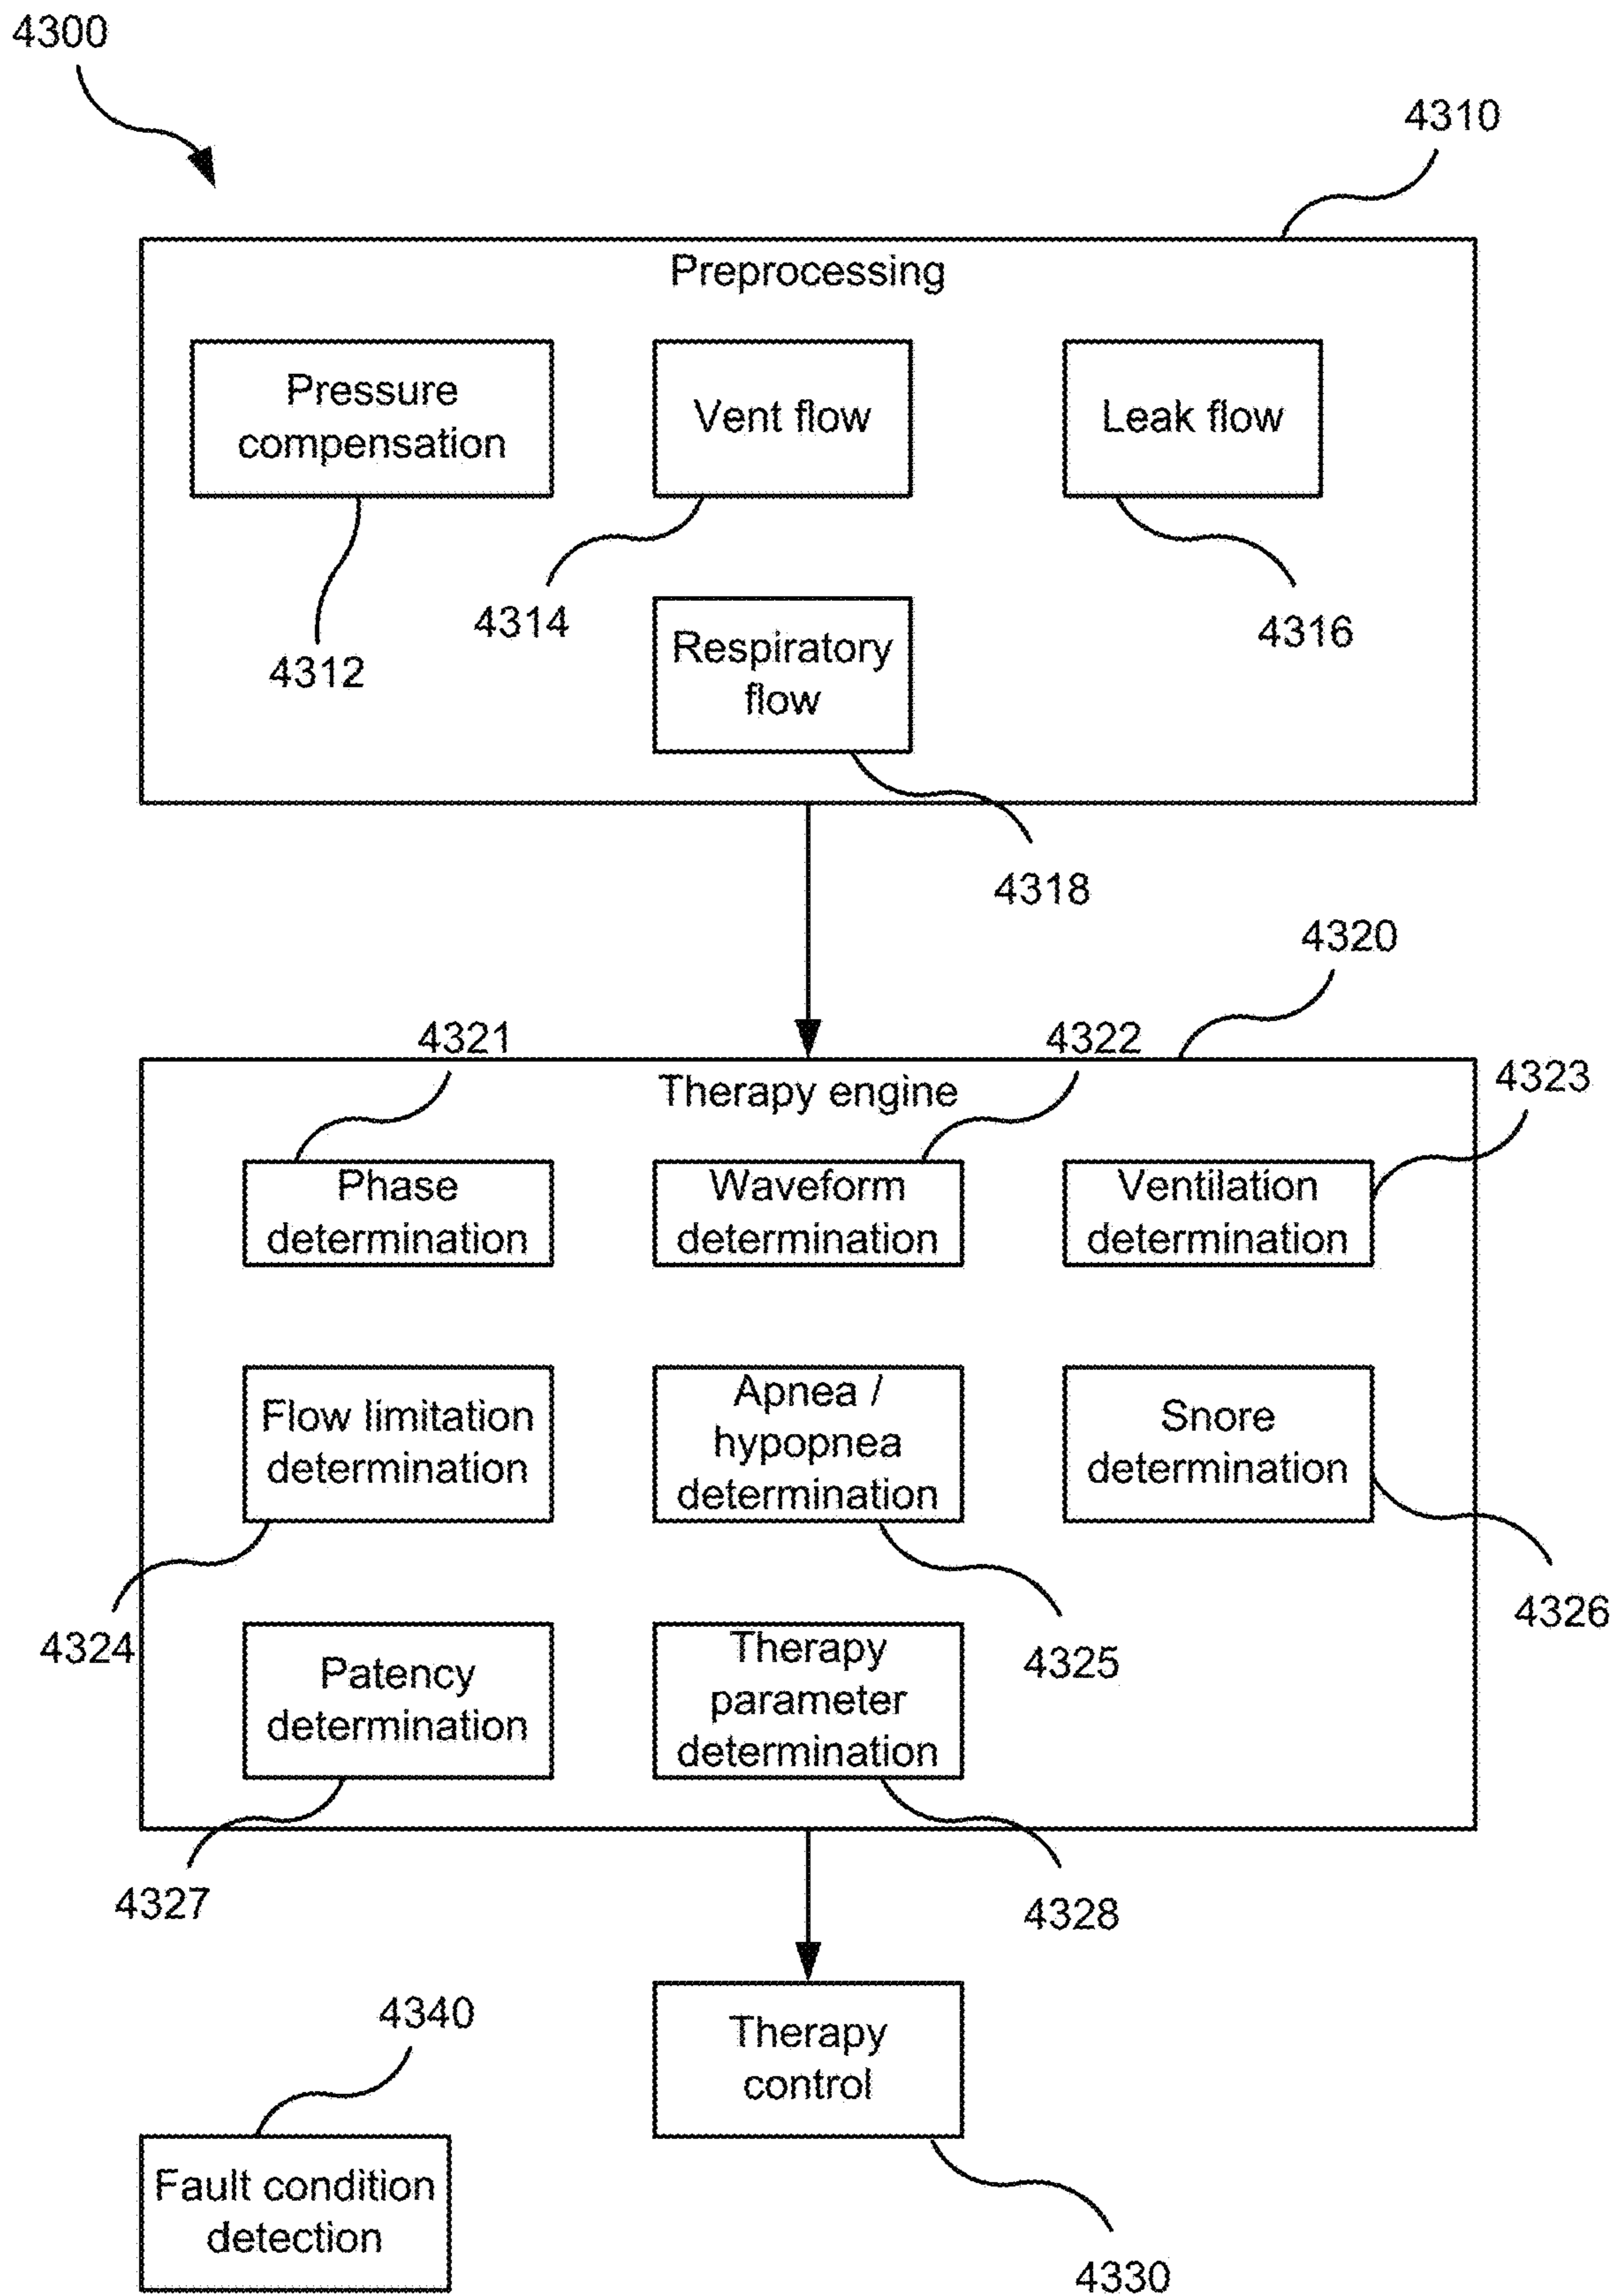 4300
4310
Preprocessing
Pressure
compensation
Vent flow
Leak flow
4312
4314
4316
Respiratory
flow
4318
4320
4321
4322
4323
Therapy engine
Phase
determination
Waveform
determination
Ventilation
determination
Flow limitation
determination
Apnea /
hypopnea
determination
Snore
determination
4324
4325
4326
Patency
determination
Therapy
parameter
determination
4327
4328
4340
Therapy
control
Fault condition
detection
4330